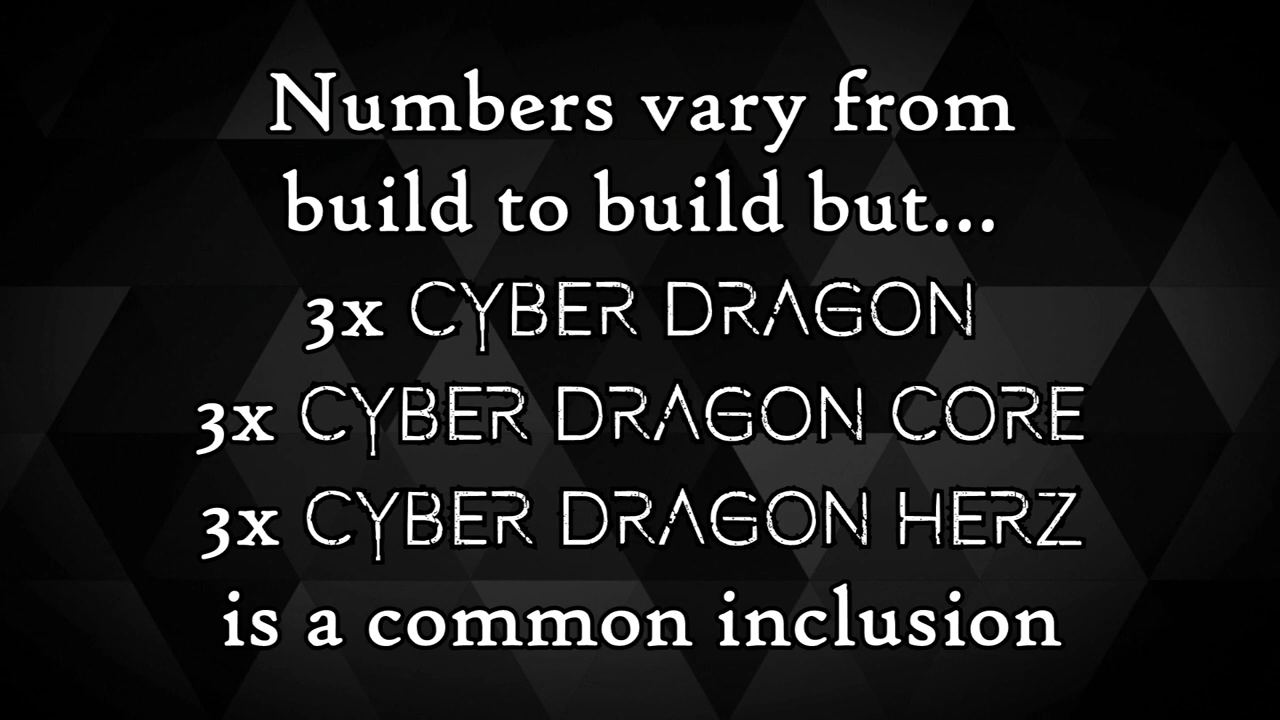 Numbers vary from
build to build but...
3x CYBER DRAGON
3x CYBER DRAGON CORE
3x CYBER DRAGON HERZ
is a common inclusion